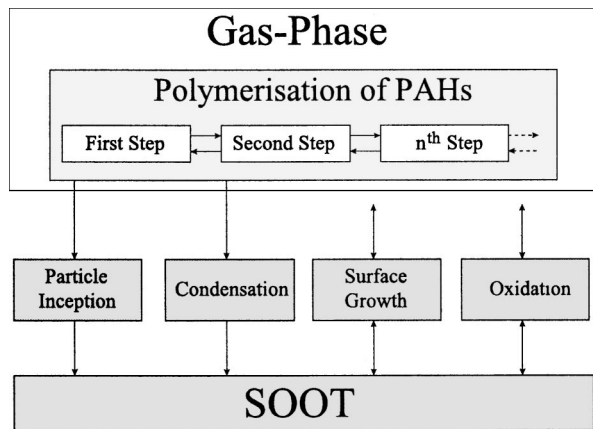 Gas-Phase
Polymerisation of PAHs
First Step
Second Step
nth Step
Particle
Inception
Condensation
Surface
Growth
Oxidation
SOOT